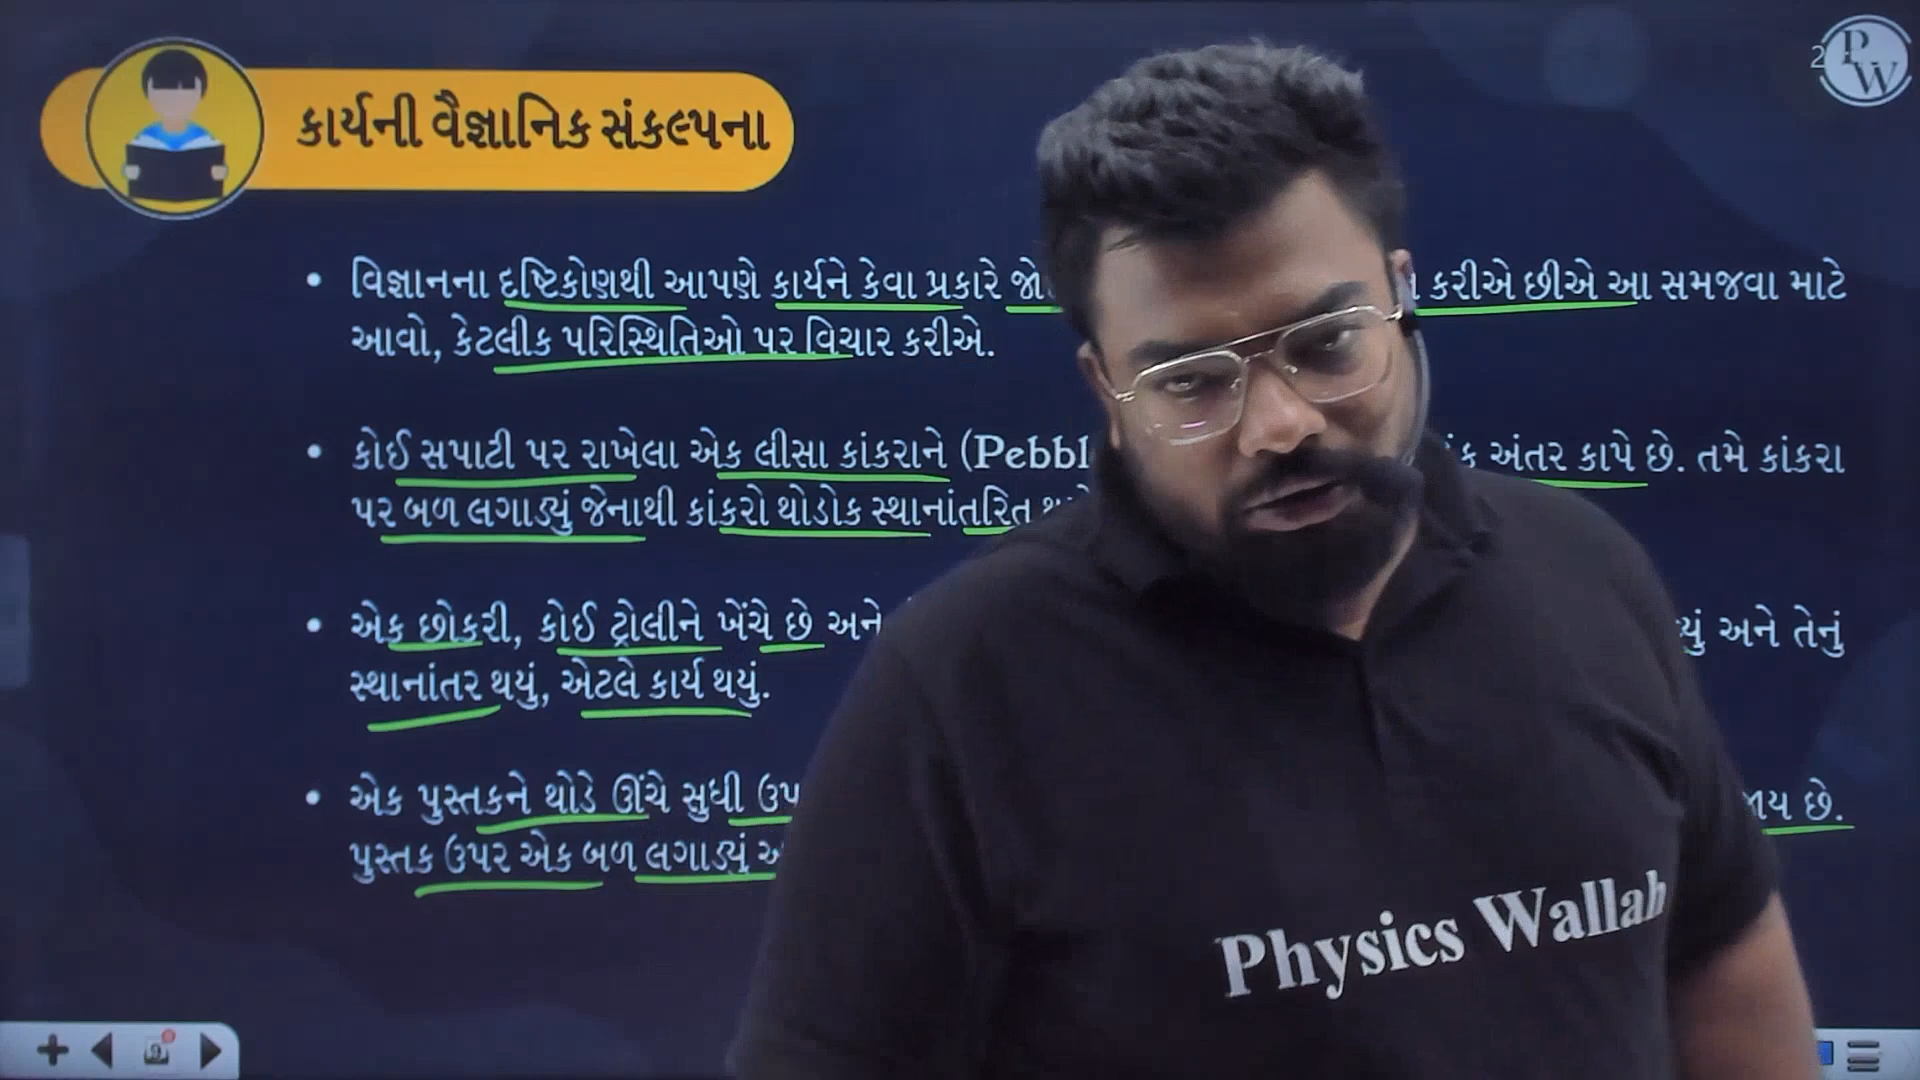 કાર્યની વૈજ્ઞાનિક સંકલ્પના
PW
2
• વિજ્ઞાનના દૃષ્ટિકોણથી આપણે કાર્યને કેવા પ્રકારે કરીએ છીએ આ સમજવા માટે
આવો, કેટલીક પરિસ્થિતિઓ પર વિચાર કરીએ.
• કોઈ સપાટી પર રાખેલા એક લીસા કાંકરાને (Pebbl અંતર કાપે છે. તમે કાંકરા
પર બળ લગાડ્યું જેનાથી કાંકરો થોડોક સ્થાનાંતરિત
• એક છોકરી, કોઈ ટ્રોલીને ખેંચે છે અને અને તેનું
સ્થાનાંતર થયું, એટલે કાર્ય થયું.
• એક પુસ્તકને થોડે ઊંચે સુધી છે.
પુસ્તક ઉપર એક બળ લગાડ્યું
Physics Wallah